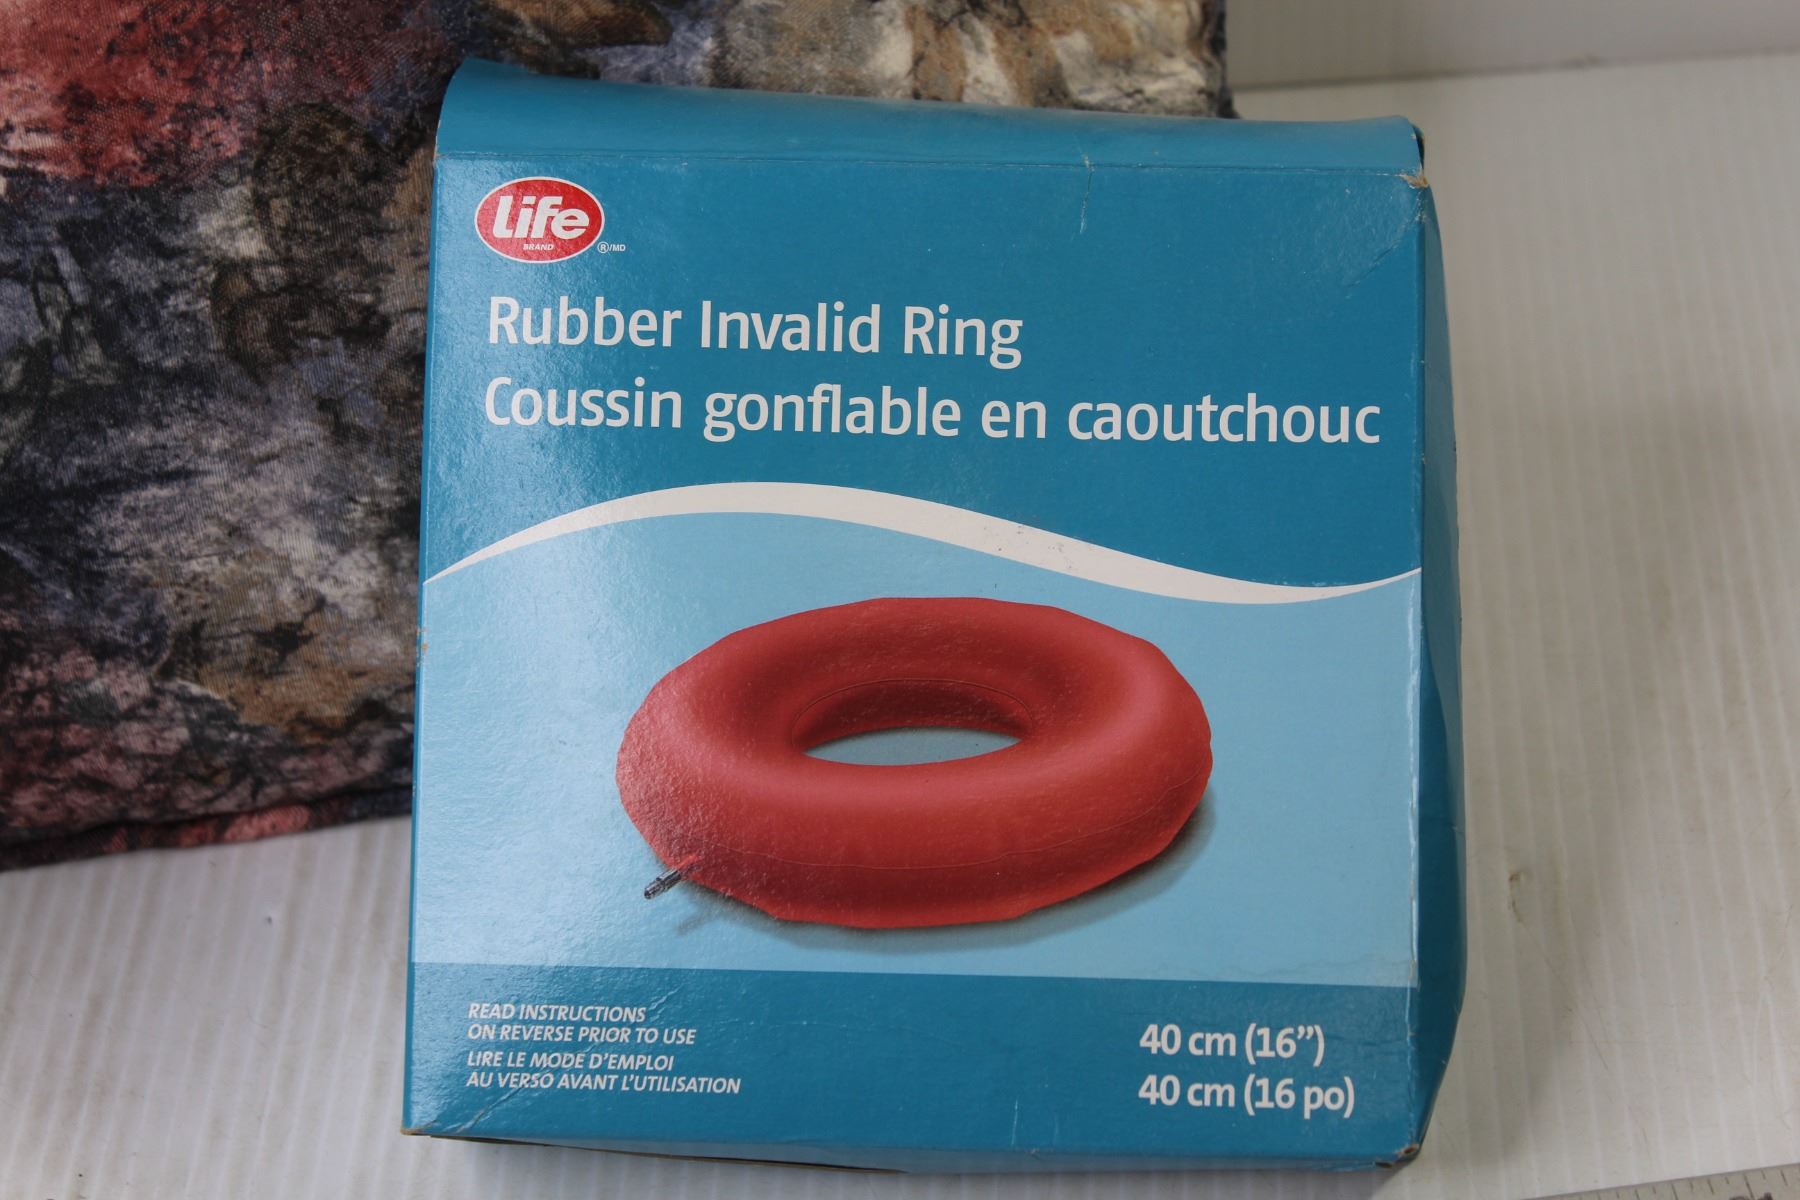 Life
BRAND
®/MD
Rubber Invalid Ring
Coussin gonflable en caoutchouc
READ INSTRUCTIONS
ON REVERSE PRIOR TO USE
LIRE LE MODE D'EMPLOI
AU VERSO AVANT L'UTILISATION
40 cm (16”)
40 cm (16 po)